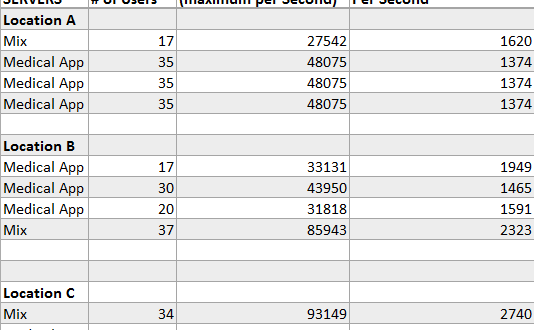 SERVERS # of Users (maximum per Second) Per Second
Location A
Mix 17 27542 1620
Medical App 35 48075 1374
Medical App 35 48075 1374
Medical App 35 48075 1374
Location B
Medical App 17 33131 1949
Medical App 30 43950 1465
Medical App 20 31818 1591
Mix 37 85943 2323
Location C
Mix 34 93149 2740